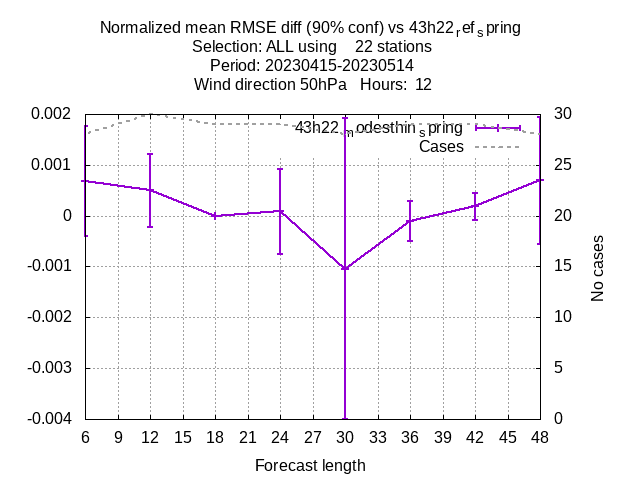 Normalized mean RMSE diff (90% conf) vs 43h22refspring
Selection: ALL using 22 stations
Period: 20230415-20230514
Wind direction 50hPa Hours: 12
43h22modesthinspring
Cases
0.002
0.001
0
-0.001
-0.002
-0.003
-0.004
30
25
20
15
10
5
0
No cases
6 9 12 15 18 21 24 27 30 33 36 39 42 45 48
Forecast length